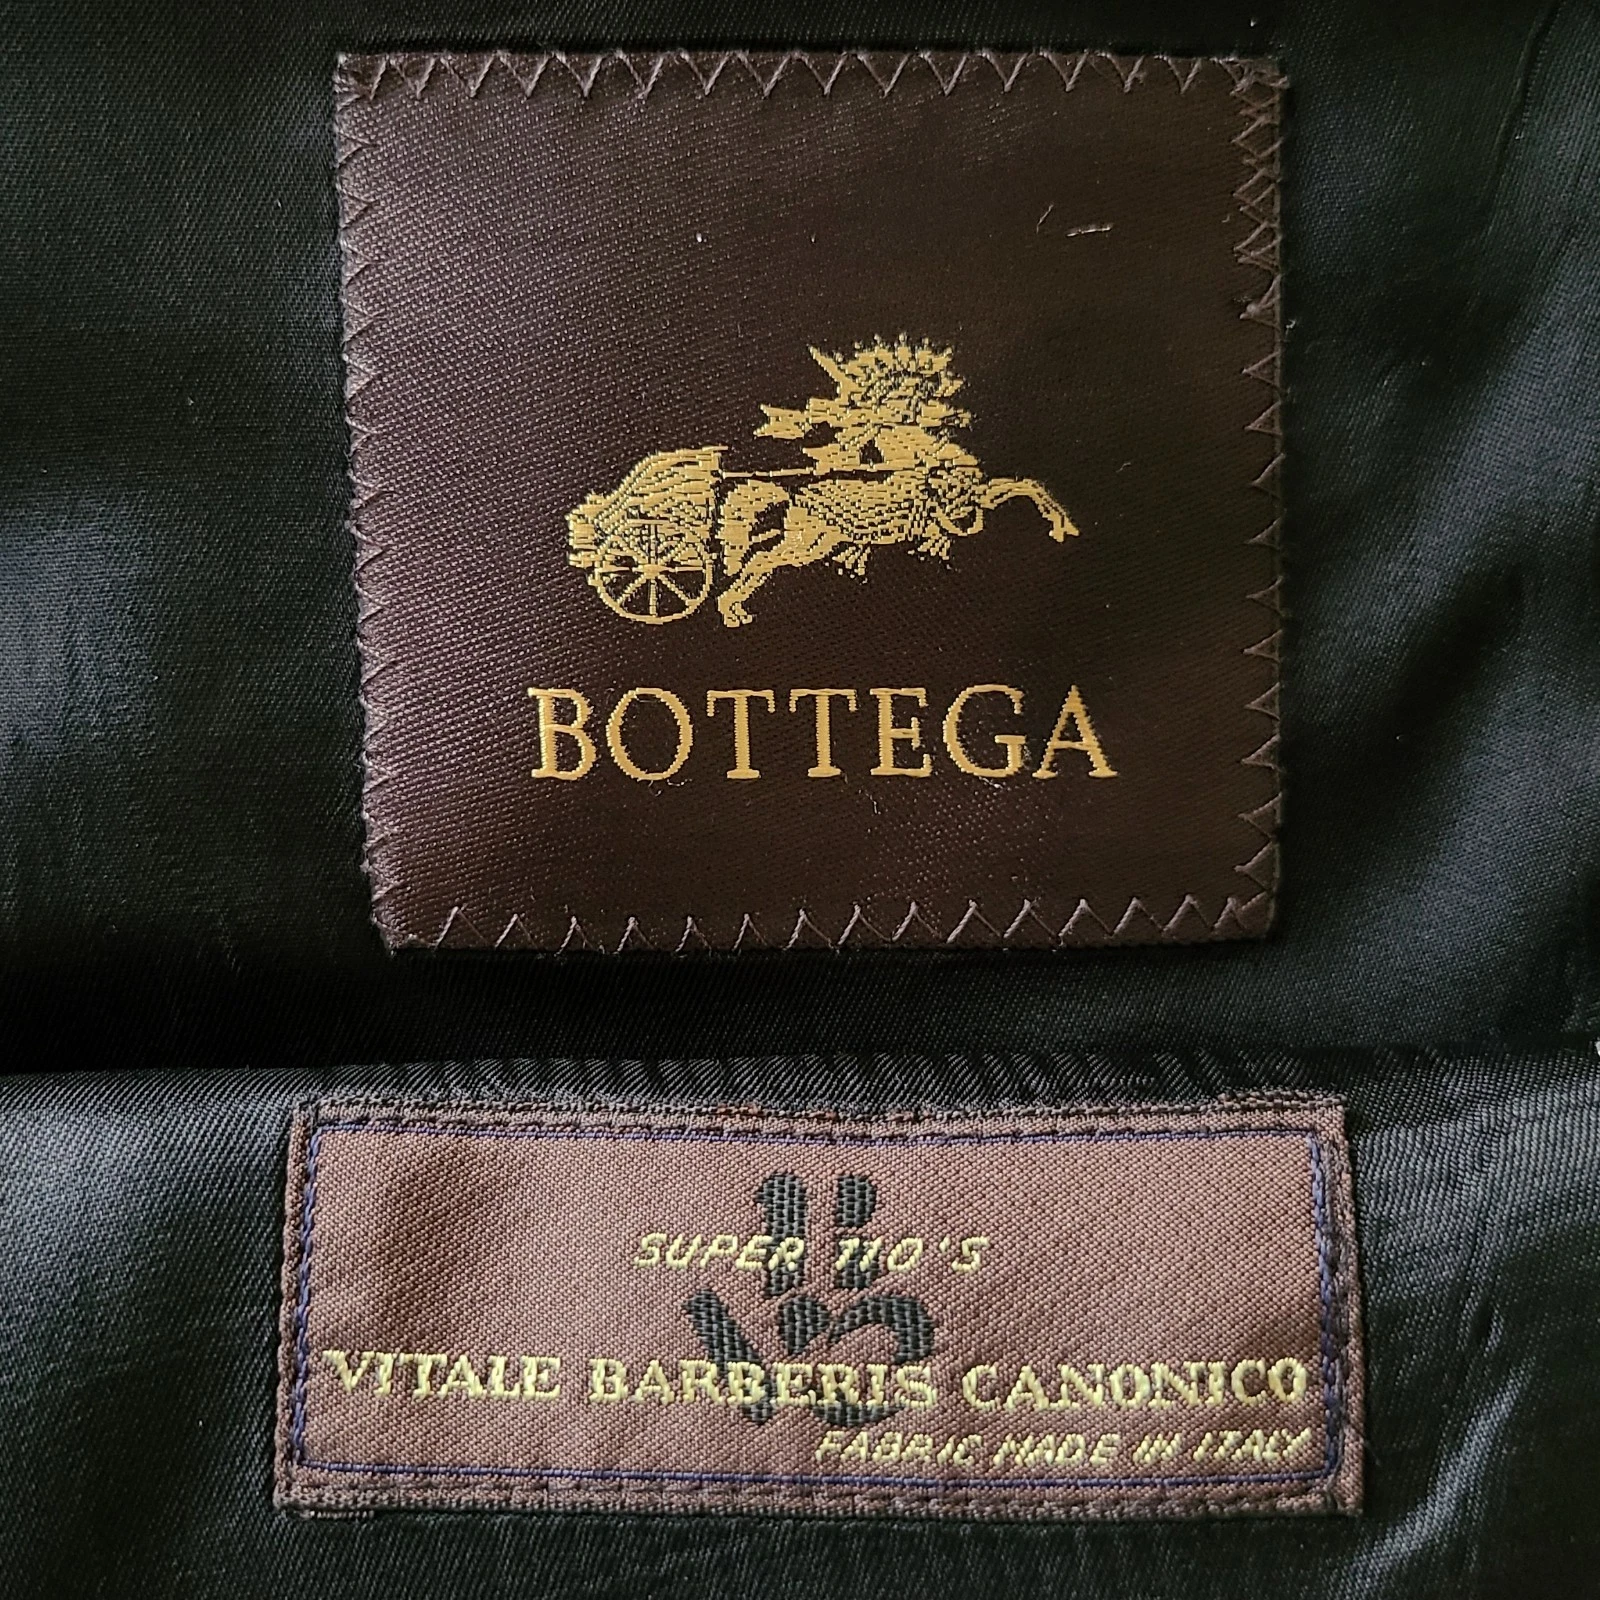 BOTTEGA
SUPER 110'S
VITALE BARBERIS CANONICO
FABRIC MADE IN ITALY